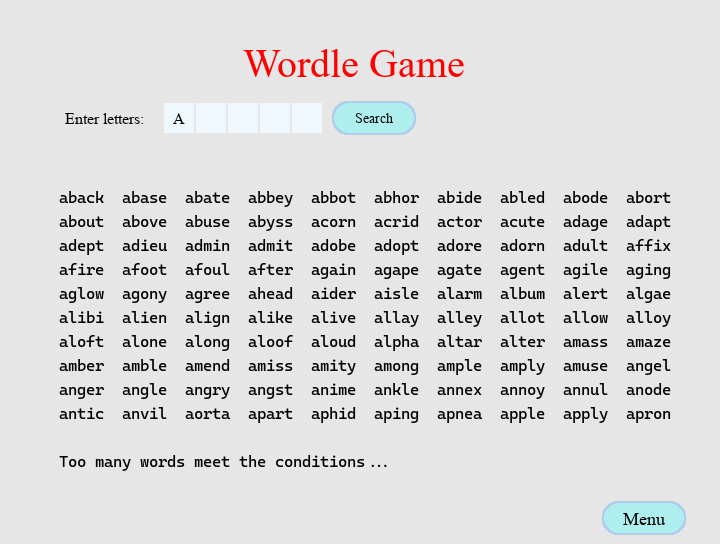 Wordle Game
Enter letters: A Search
aback abase abate abbey abbot abhor abide abled abode abort
about above abuse abyss acorn acrid actor acute adage adapt
adept adieu admin admit adobe adopt adore adorn adult affix
afire afoot afoul after again agape agate agent agile aging
aglow agony agree ahead aider aisle alarm album alert algae
alibi alien align alike alive allay alley allot allow alloy
aloft alone along aloof aloud alpha altar alter amass amaze
amber amble amend amiss amity among ample amply amuse angel
anger angle angry angst anime ankle annex annoy annul anode
antic anvil aorta apart aphid aping apnea apple apply apron
Too many words meet the conditions...
Menu